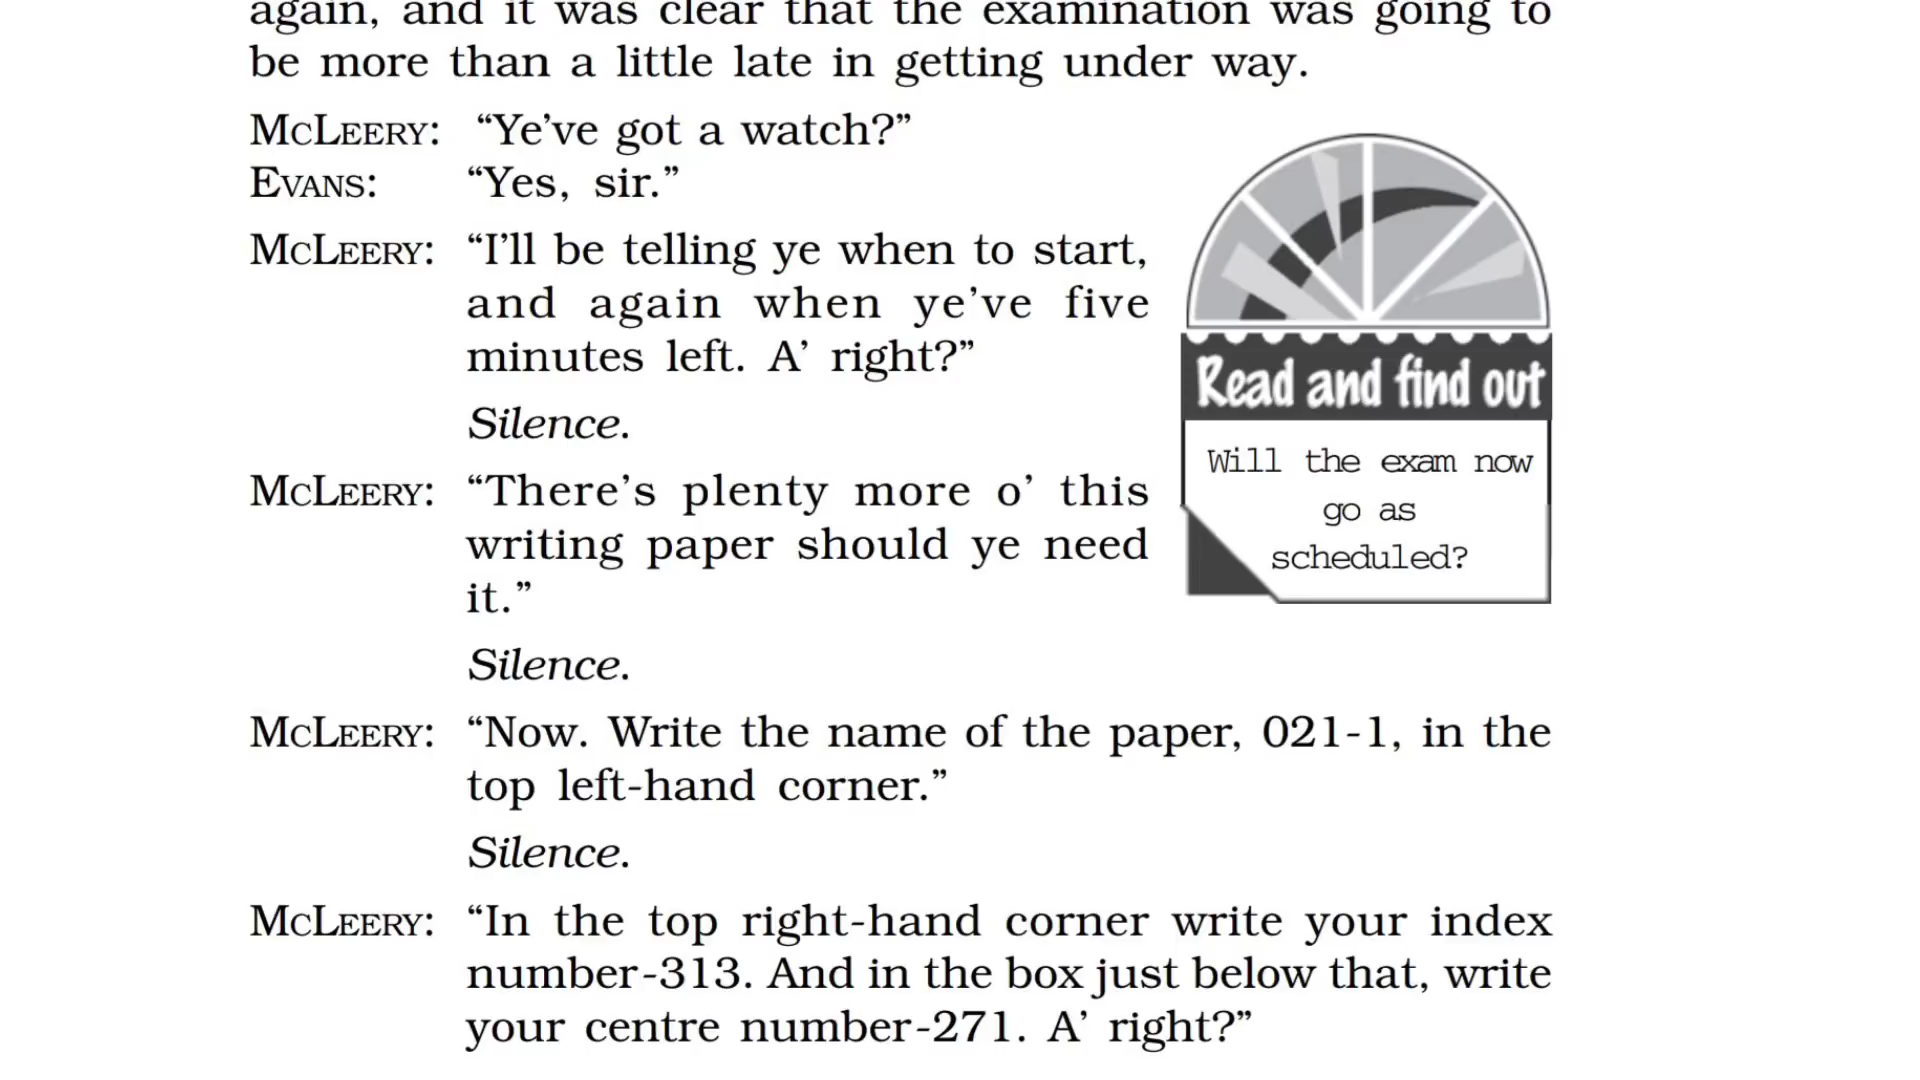 again, and it was clear that the examination was going to
be more than a little late in getting under way.
McLeery: “Ye’ve got a watch?”
Evans: “Yes, sir.”
McLeery: “I’ll be telling ye when to start,
and again when ye’ve five
minutes left. A’ right?”
Silence.
McLeery: “There’s plenty more o’ this
writing paper should ye need
it.”
Silence.
McLeery: “Now. Write the name of the paper, 021-1, in the
top left-hand corner.”
Silence.
McLeery: “In the top right-hand corner write your index
number-313. And in the box just below that, write
your centre number-271. A’ right?”
Read and find out
Will the exam now
go as
scheduled?